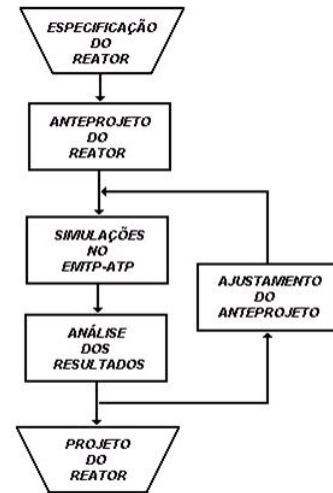 ESPECIFICAÇÃO
DO
REATOR
ANTEPROJETO
DO
REATOR
SIMULAÇÕES
NO
EMTP-ATP
AJUSTAMENTO
DO
ANTEPROJETO
ANÁLISE
DOS
RESULTADOS
PROJETO
DO
REATOR